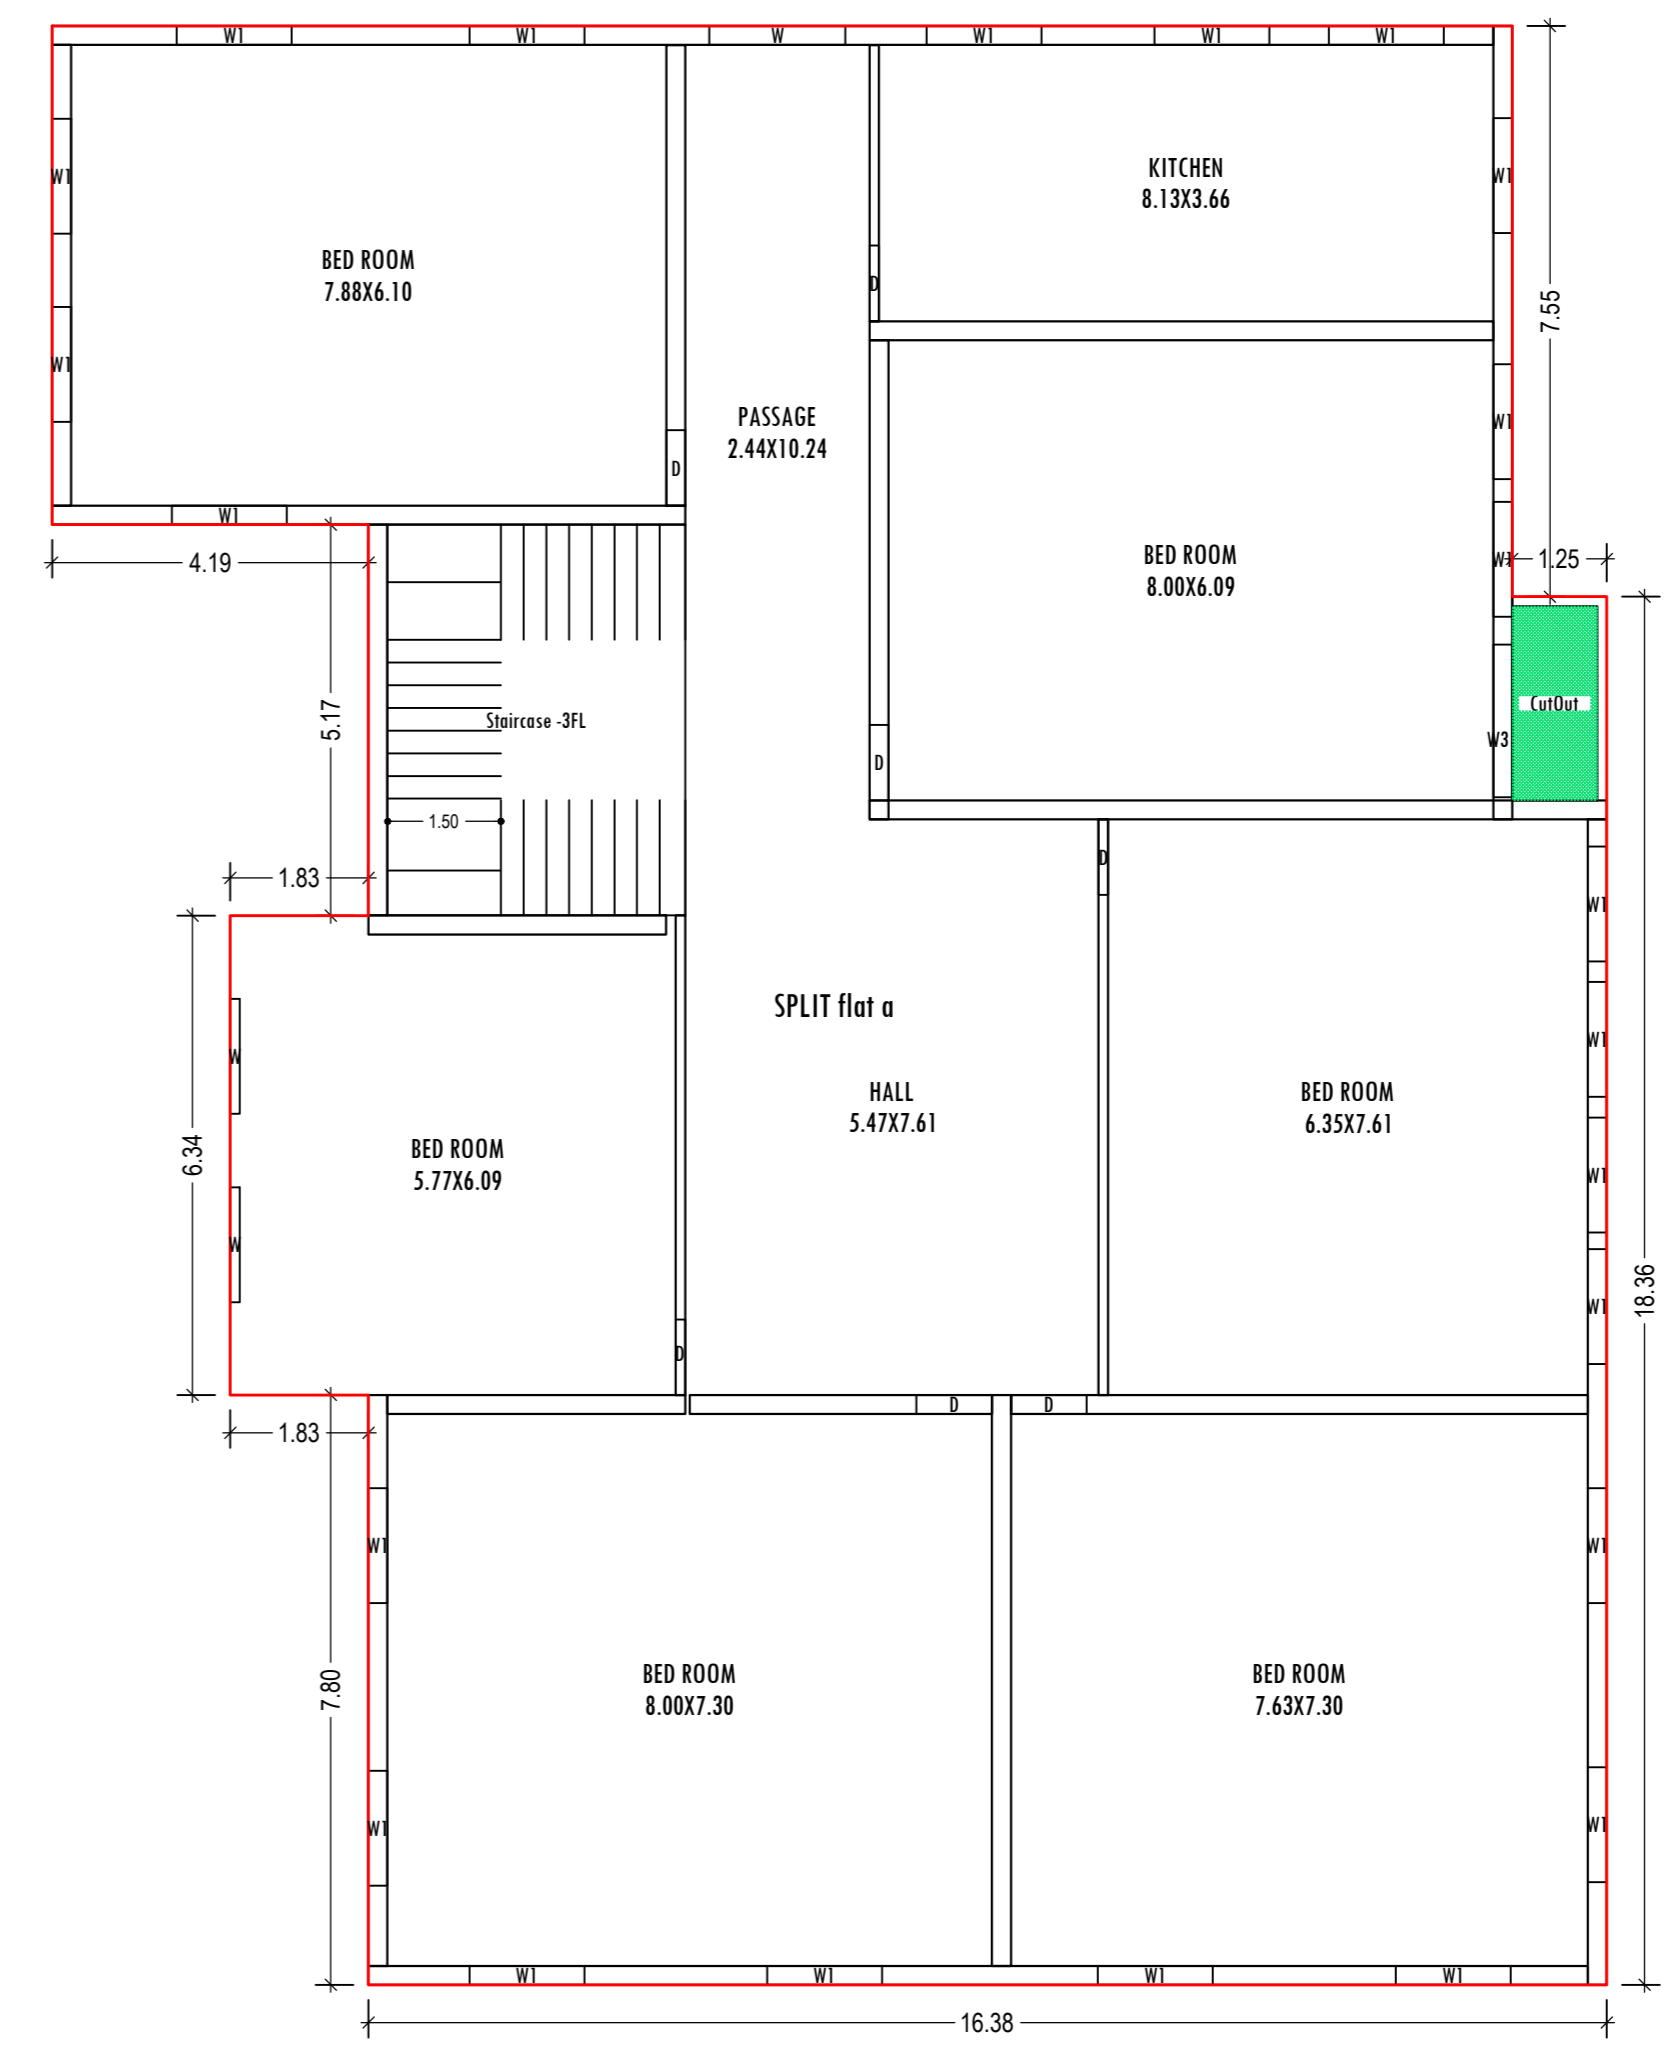 W1
W1
W
W1
W1
W1
KITCHEN
8.13X3.66
W1
W1
BED ROOM
7.88X6.10
D
7.55
W1
PASSAGE
2.44X10.24
W1
D
W1
4.19
BED ROOM
8.00X6.09
W1
1.25
5.17
Staircase -3FL
CutOut
W3
D
1.50
1.83
D
W1
SPLIT flat a
W1
W
HALL
5.47X7.61
BED ROOM
6.35X7.61
6.34
BED ROOM
5.77X6.09
W1
W
18.36
W1
D
D
D
1.83
W1
W1
BED ROOM
8.00X7.30
BED ROOM
7.63X7.30
7.80
W1
W1
W1
W1
W1
W1
16.38